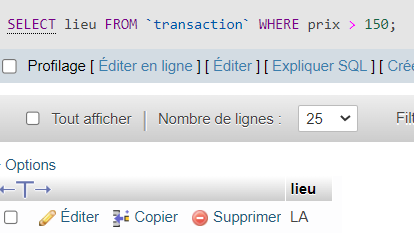 SELECT lieu FROM `transaction` WHERE prix > 150;
Profilage [ Éditer en ligne ] [ Éditer ] [ Expliquer SQL ] [ Cré
Tout afficher | Nombre de lignes : 25 Filt
Options
←T→ lieu
Éditer Copier Supprimer LA